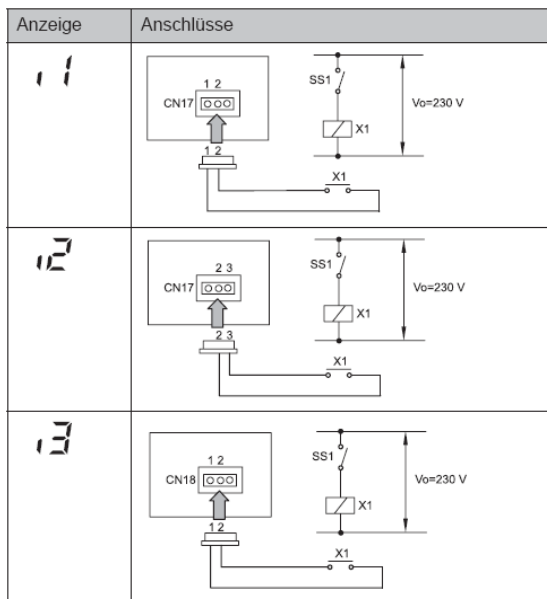 Anzeige Anschlüsse
i1
1 2
CN17
1 2
X1
SS1
X1
Vo=230 V
i2
2 3
CN17
2 3
X1
SS1
X1
Vo=230 V
i3
1 2
CN18
1 2
X1
SS1
X1
Vo=230 V